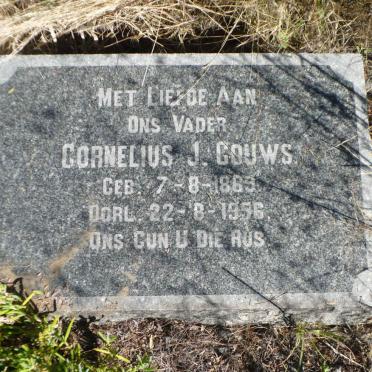 MET LIEFDE AAN
ONS VADER
CORNELIUS J. GOUWS
GEB. 7-8-1869
OORL. 22-8-1956
ONS GUN U DIE RUS